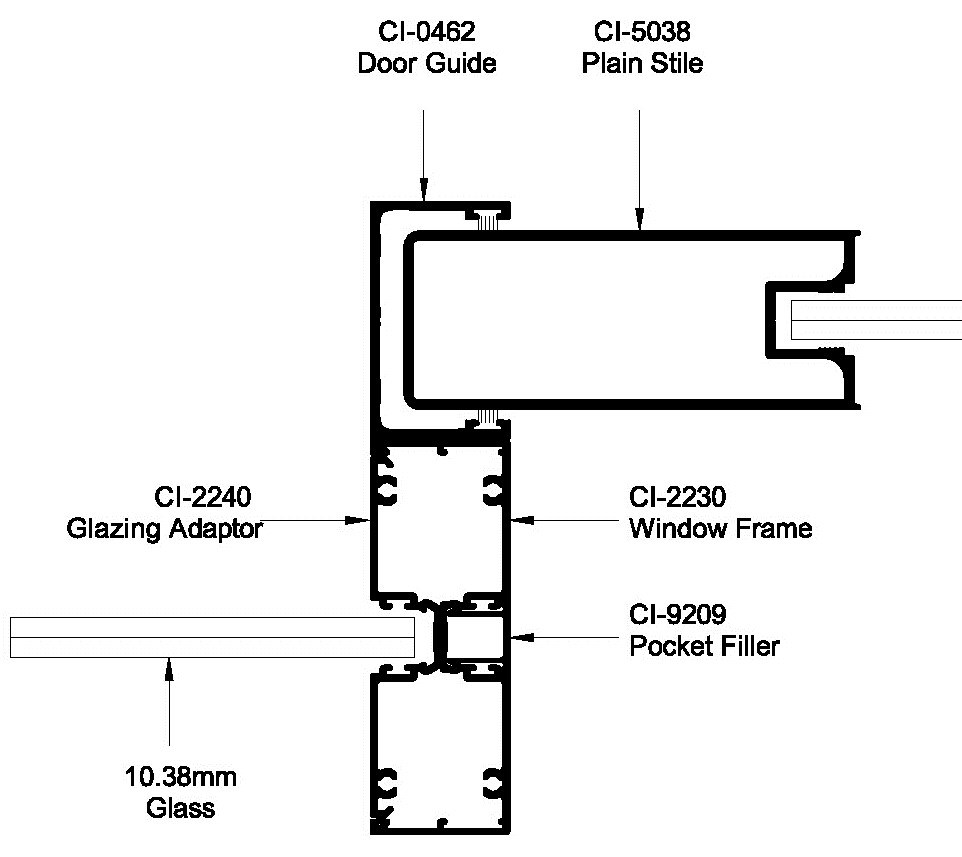 CI-0462
Door Guide
CI-5038
Plain Stile
CI-2240
Glazing Adaptor
CI-2230
Window Frame
CI-9209
Pocket Filler
10.38mm
Glass